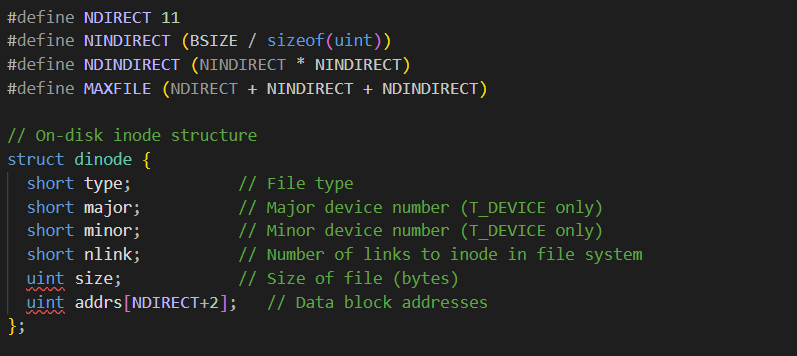 #define NDIRECT 11
#define NINDIRECT (BSIZE / sizeof(uint))
#define NDINDIRECT (NINDIRECT * NINDIRECT)
#define MAXFILE (NDIRECT + NINDIRECT + NDINDIRECT)

// On-disk inode structure
struct dinode {
  short type;           // File type
  short major;          // Major device number (T_DEVICE only)
  short minor;          // Minor device number (T_DEVICE only)
  short nlink;          // Number of links to inode in file system
  uint size;            // Size of file (bytes)
  uint addrs[NDIRECT+2];   // Data block addresses
};